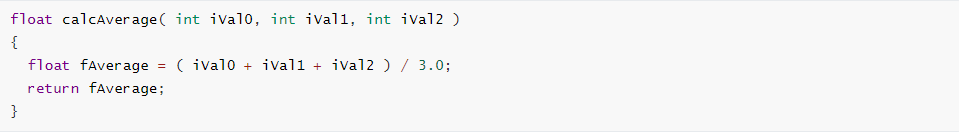 float calcAverage( int iVal0, int iVal1, int iVal2 )
{
  float fAverage = ( iVal0 + iVal1 + iVal2 ) / 3.0;
  return fAverage;
}